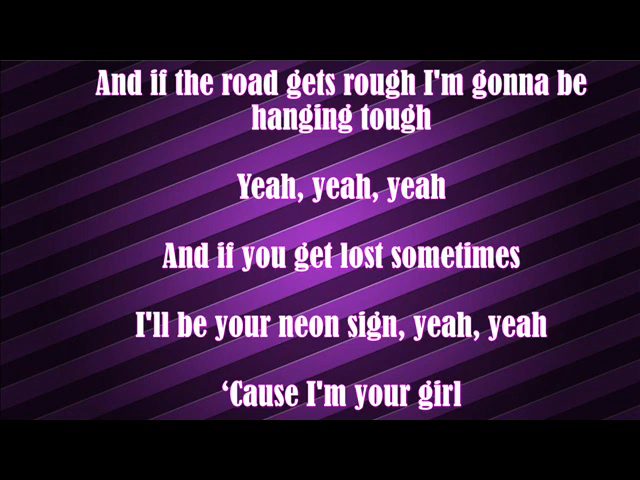 And if the road gets rough I'm gonna be
hanging tough
Yeah, yeah, yeah
And if you get lost sometimes
I'll be your neon sign, yeah, yeah
‘Cause I'm your girl